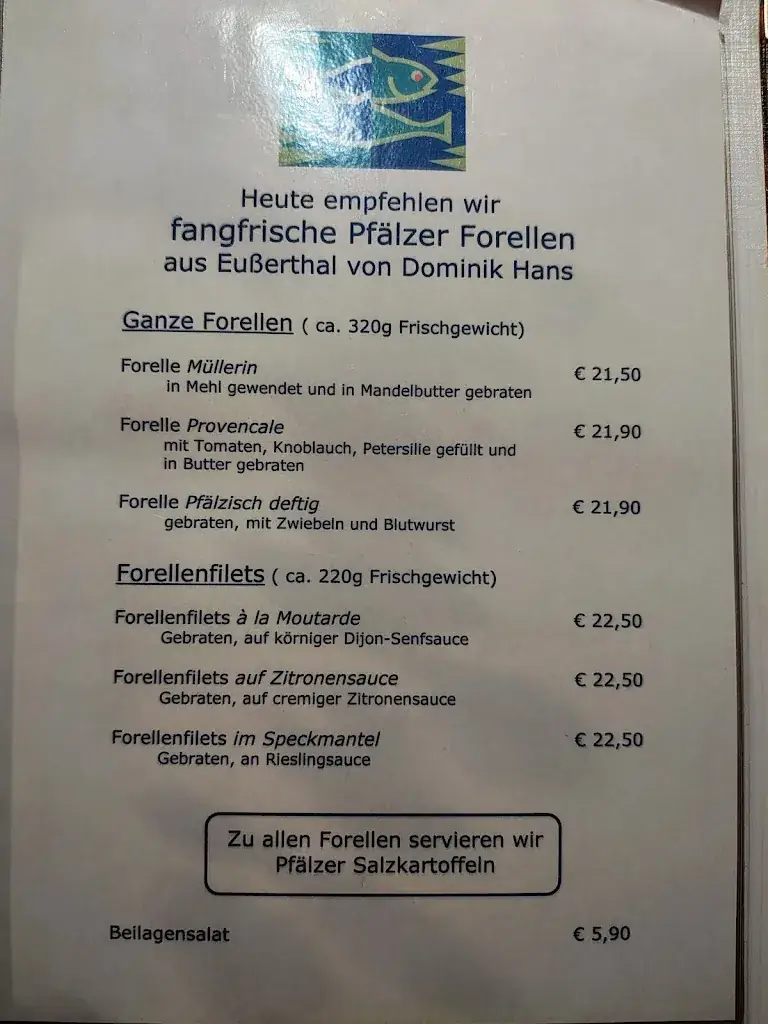 Heute empfehlen wir
fangfrische Pfälzer Forellen
aus Eußerthal von Dominik Hans
Ganze Forellen ( ca. 320g Frischgewicht)
Forelle Müllerin € 21,50
in Mehl gewendet und in Mandelbutter gebraten
Forelle Provencale € 21,90
mit Tomaten, Knoblauch, Petersilie gefüllt und
in Butter gebraten
Forelle Pfälzisch deftig € 21,90
gebraten, mit Zwiebeln und Blutwurst
Forellenfilets ( ca. 220g Frischgewicht)
Forellenfilets à la Moutarde € 22,50
Gebraten, auf körniger Dijon-Senfsauce
Forellenfilets auf Zitronensauce € 22,50
Gebraten, auf cremiger Zitronensauce
Forellenfilets im Speckmantel € 22,50
Gebraten, an Rieslingsauce
Zu allen Forellen servieren wir
Pfälzer Salzkartoffeln
Beilagensalat € 5,90